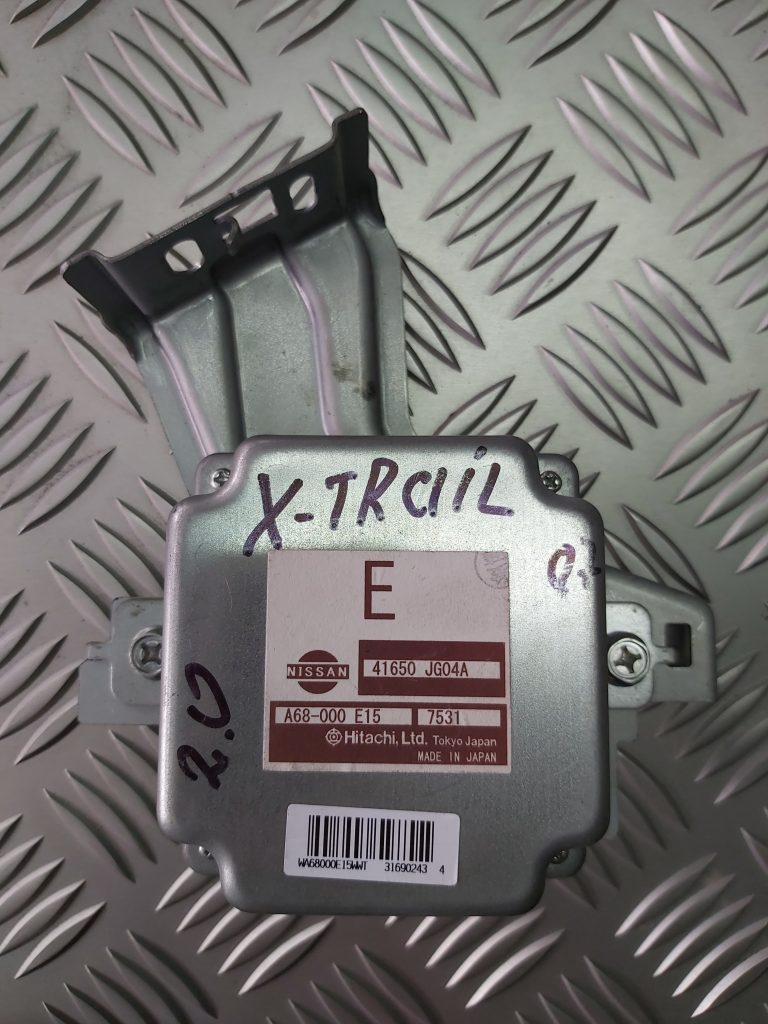 X-TRAIL
E
NISSAN
41650 JG04A
A68-000 E15
7531
Hitachi, Ltd. Tokyo Japan
MADE IN JAPAN
2.0
WA68000E15WWT 31690243 4